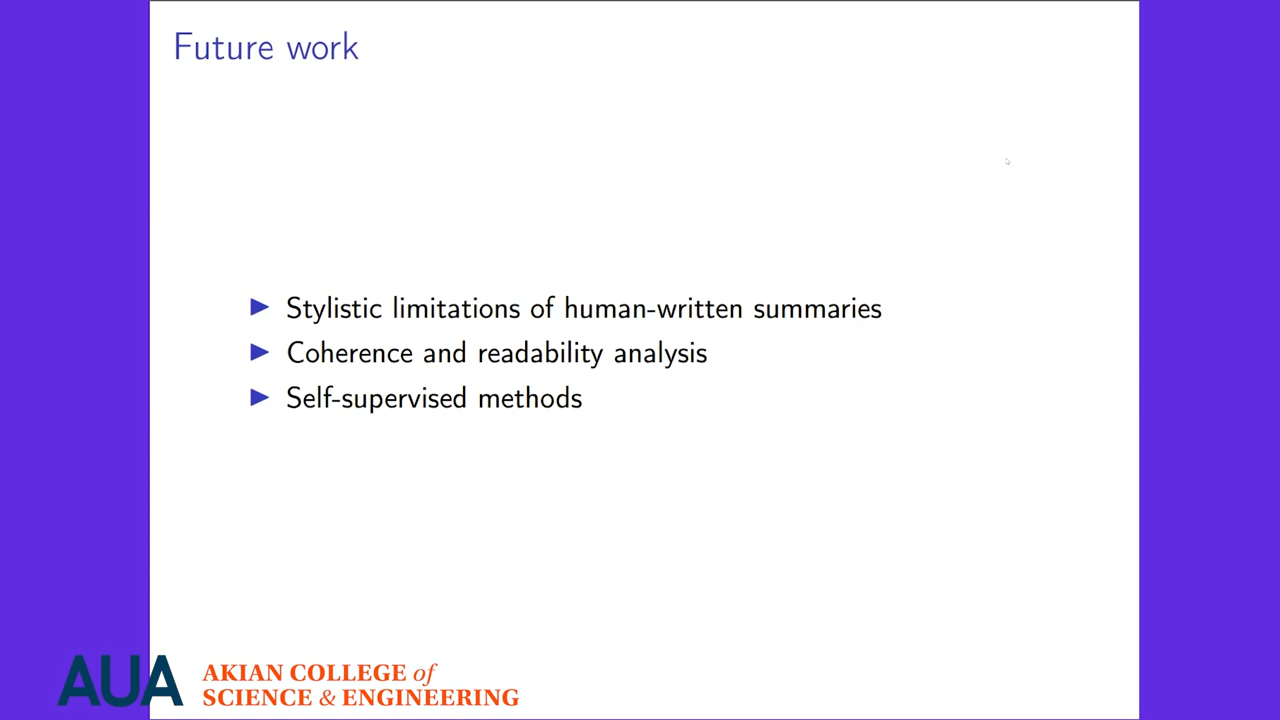 Future work
Stylistic limitations of human-written summaries
Coherence and readability analysis
Self-supervised methods
AUA
AKIAN COLLEGE of
SCIENCE & ENGINEERING